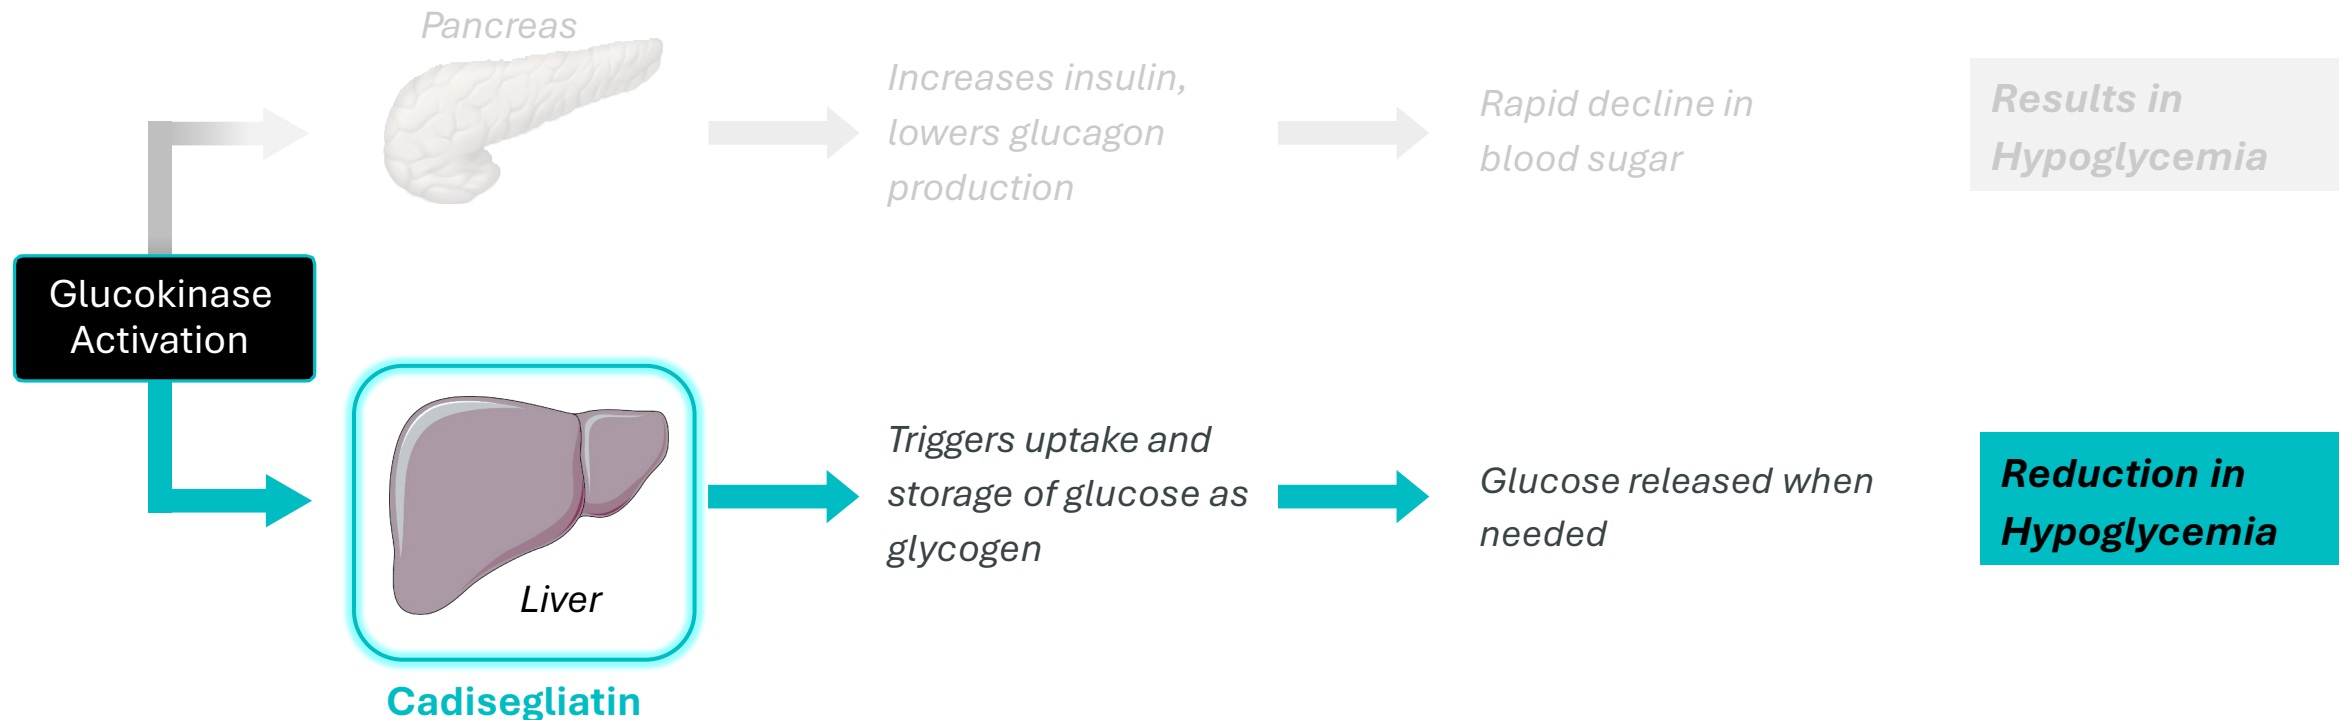 Pancreas
Increases insulin,
lowers glucagon
production
Rapid decline in
blood sugar
Results in
Hypoglycemia
Glucokinase
Activation
Liver
Cadisegliatin
Triggers uptake and
storage of glucose as
glycogen
Glucose released when
needed
Reduction in
Hypoglycemia